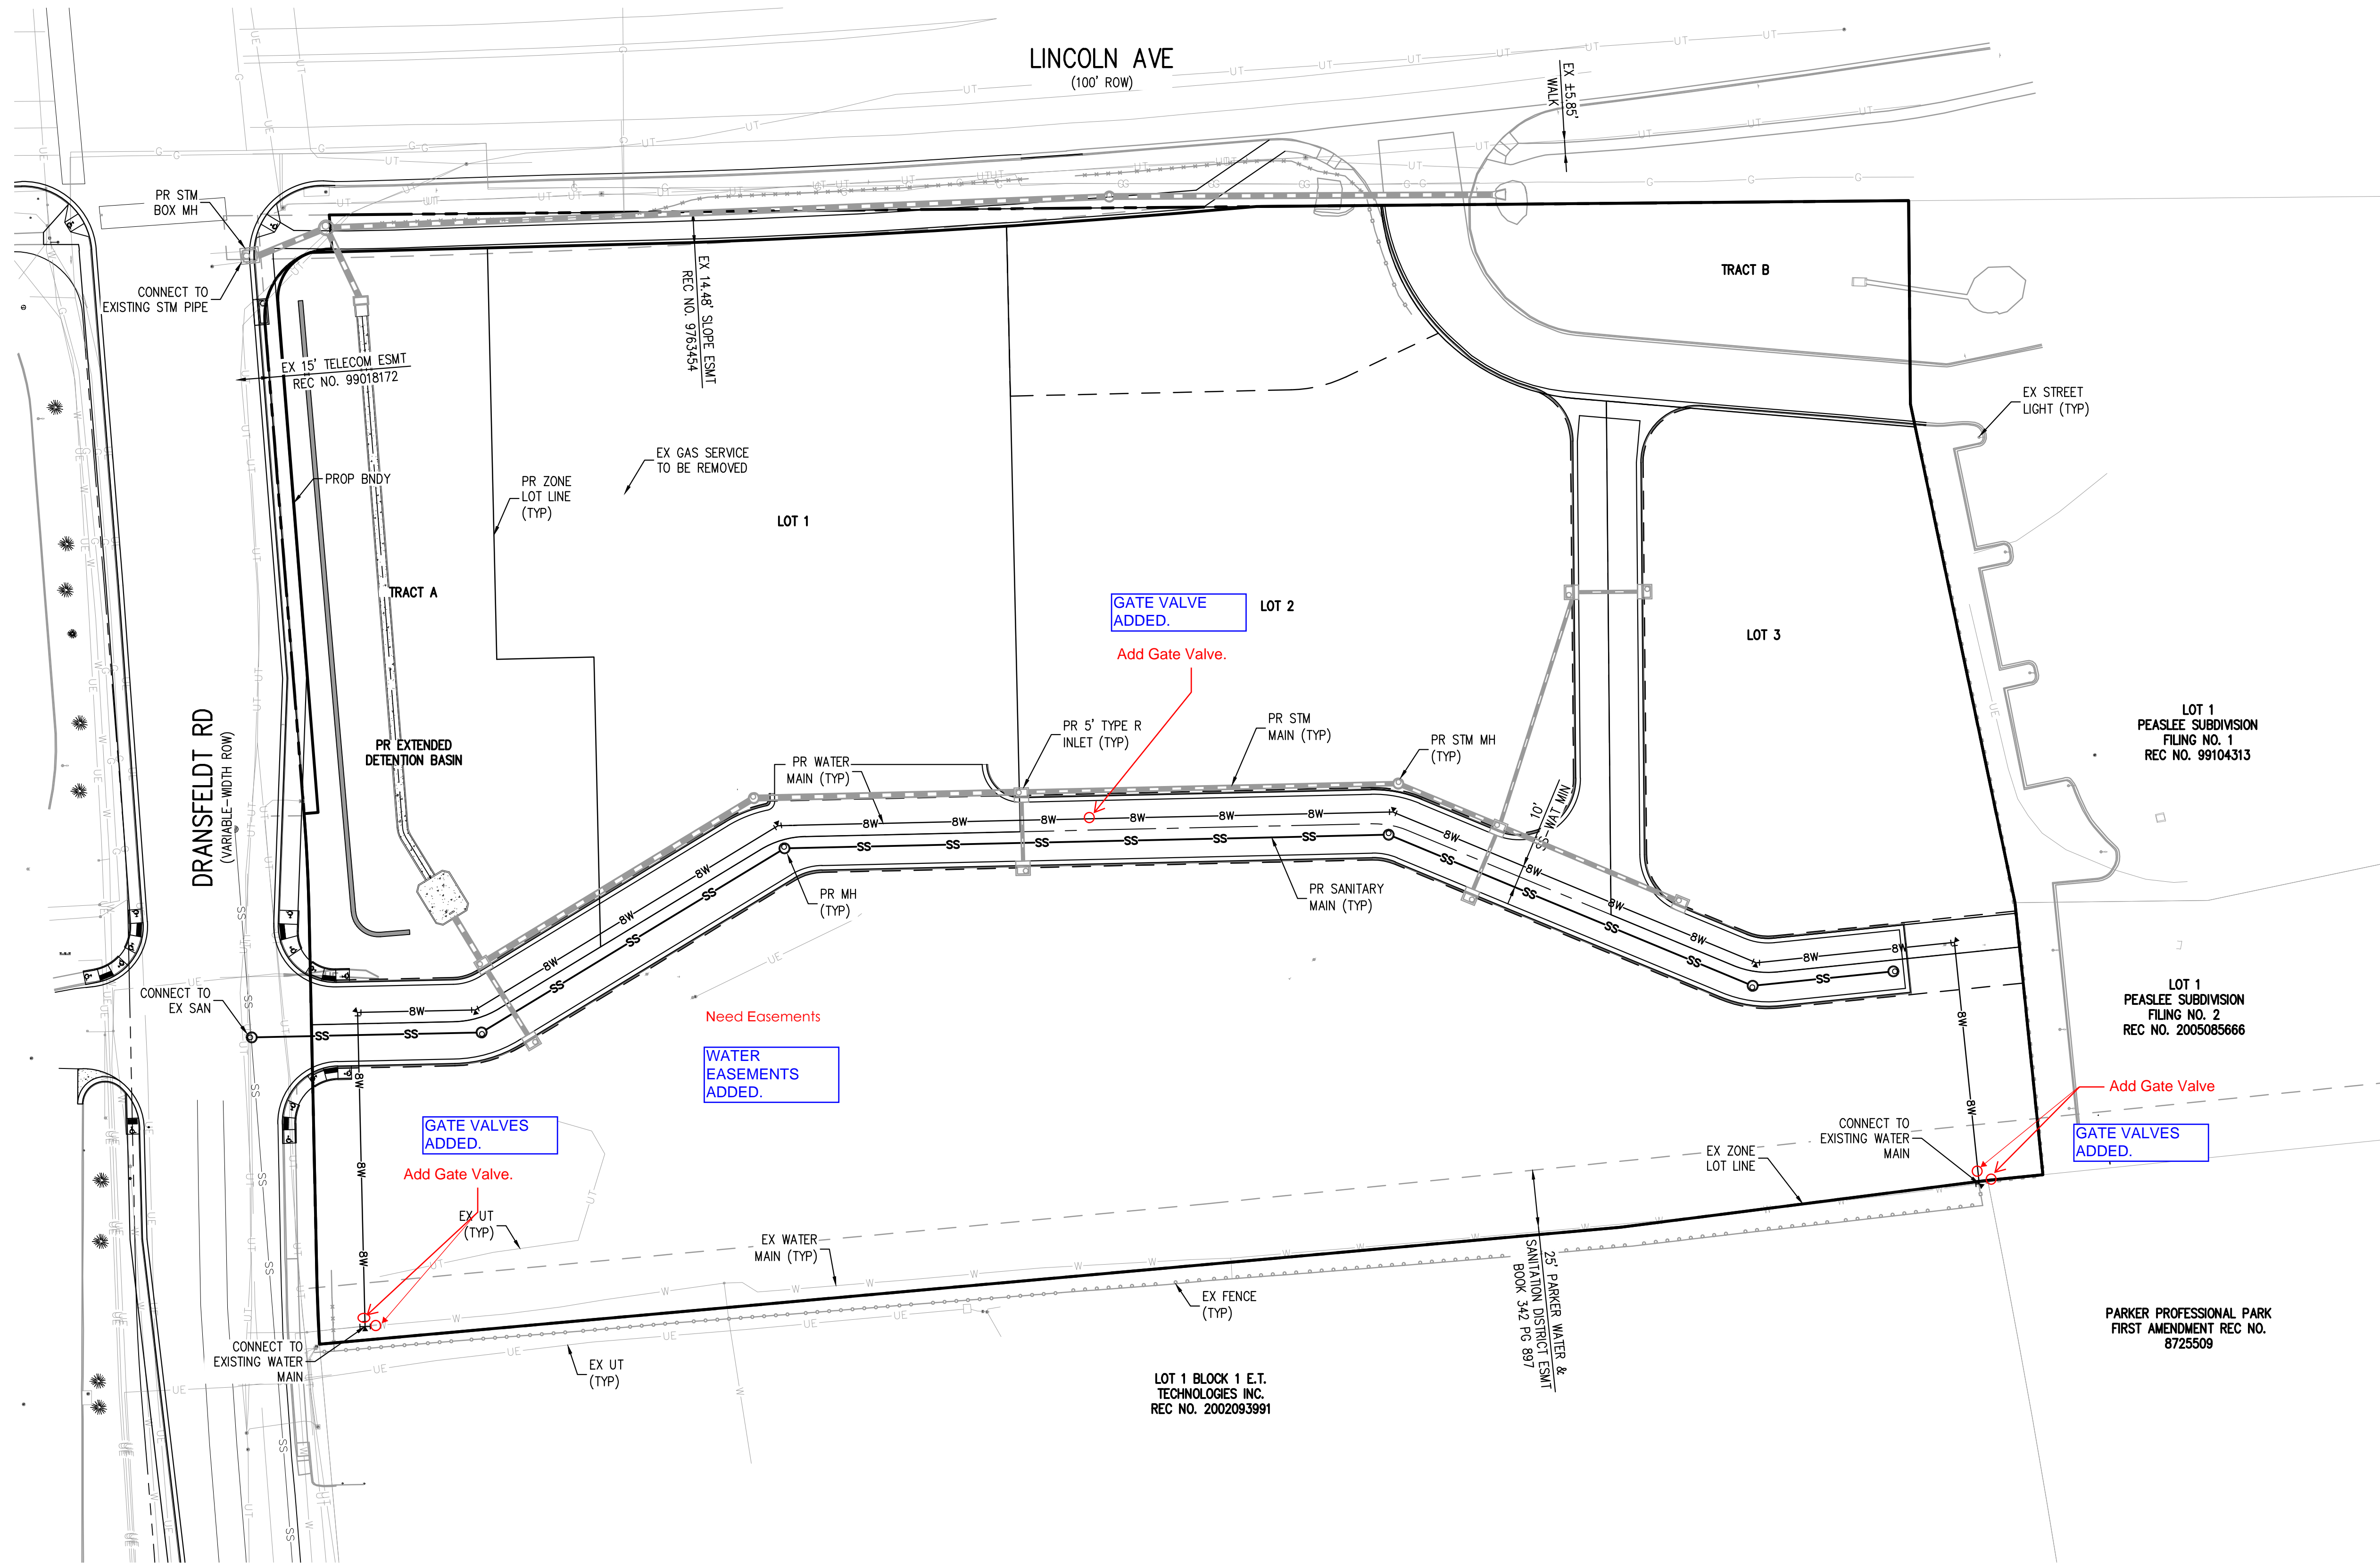 LINCOLN AVE
(100' ROW)
EX ±5.85'
WALK
PR STM
BOX MH
CONNECT TO
EXISTING STM PIPE
EX 15' TELECOM ESMT
REC NO. 99018172
EX 14.48' SLOPE ESMT
REC NO. 9763454
TRACT B
EX STREET
LIGHT (TYP)
PROP BNDY
PR ZONE
LOT LINE
(TYP)
EX GAS SERVICE
TO BE REMOVED
LOT 1
TRACT A
GATE VALVE
ADDED.
LOT 2
Add Gate Valve.
LOT 3
DRANSFELDT RD
(VARIABLE-WIDTH ROW)
PR EXTENDED
DETENTION BASIN
PR WATER
MAIN (TYP)
PR 5' TYPE R
INLET (TYP)
PR STM
MAIN (TYP)
PR STM MH
(TYP)
10'
SS-WAT MIN
LOT 1
PEASLEE SUBDIVISION
FILING NO. 1
REC NO. 99104313
PR MH
(TYP)
PR SANITARY
MAIN (TYP)
CONNECT TO
EX SAN
Need Easements
WATER
EASEMENTS
ADDED.
LOT 1
PEASLEE SUBDIVISION
FILING NO. 2
REC NO. 2005085666
Add Gate Valve
GATE VALVES
ADDED.
CONNECT TO
EXISTING WATER
MAIN
GATE VALVES
ADDED.
Add Gate Valve.
EX UT
(TYP)
EX WATER
MAIN (TYP)
EX ZONE
LOT LINE
25' PARKER WATER &
SANITATION DISTRICT ESMT
BOOK 342 PG 897
EX FENCE
(TYP)
CONNECT TO
EXISTING WATER
MAIN
EX UT
(TYP)
LOT 1 BLOCK 1 E.T.
TECHNOLOGIES INC.
REC NO. 2002093991
PARKER PROFESSIONAL PARK
FIRST AMENDMENT REC NO.
8725509